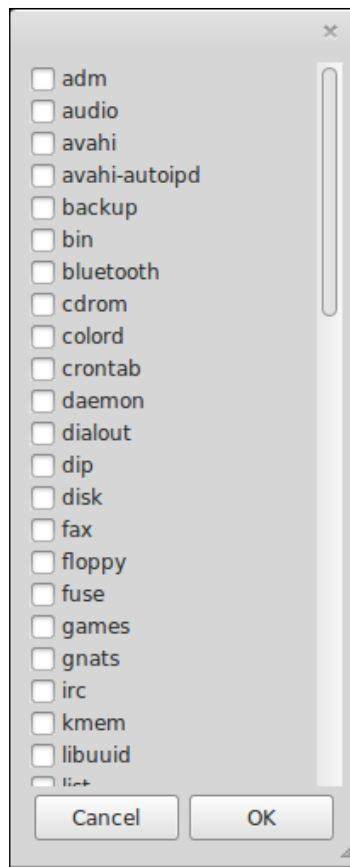 adm
audio
avahi
avahi-autoipd
backup
bin
bluetooth
cdrom
colord
crontab
daemon
dialout
dip
disk
fax
floppy
fuse
games
gnats
irc
kmem
libuuid
list
Cancel OK